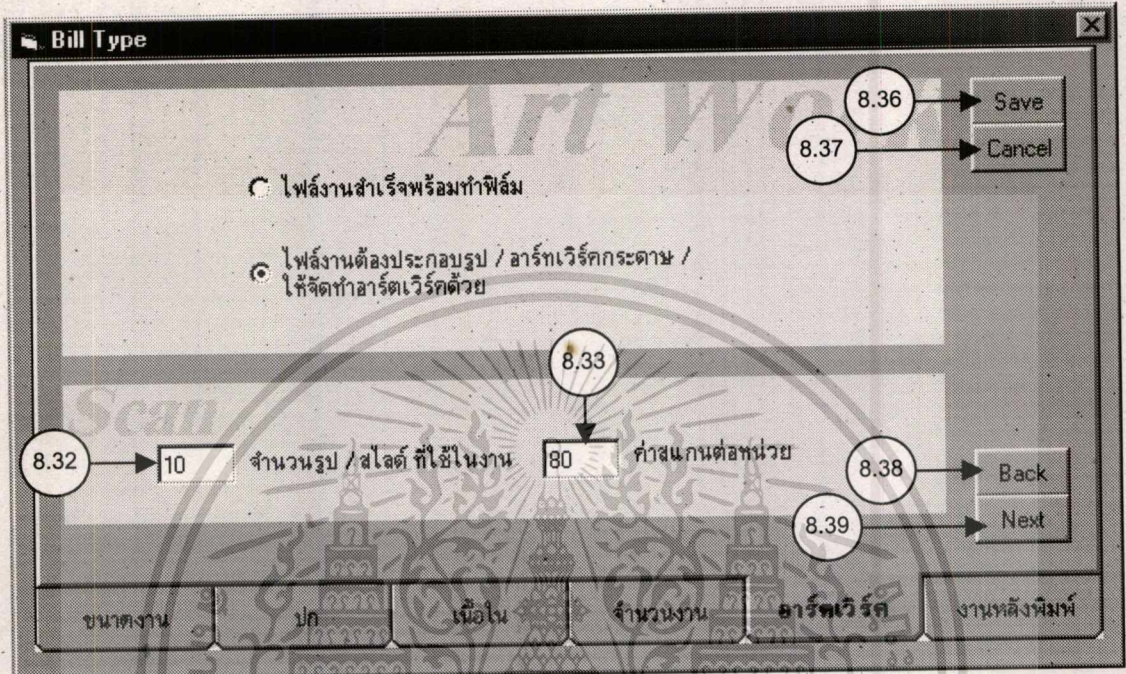 Bill Type
Art Work
8.36
Save
8.37
Cancel
ไฟล์งานสำเร็จพร้อมทำฟิล์ม
ไฟล์งานต้องประกอบรูป / อาร์ทเวิร์คกระดาษ /
ให้จัดทำอาร์ตเวิร์คด้วย
8.33
Scan
8.32
10 จำนวนรูป / สไลด์ ที่ใช้ในงาน 80 ค่าสแกนต่อหน่วย
8.38
Back
8.39
Next
ขนาดงาน ปก เนื้อใน จำนวนงาน อาร์ตเวิร์ค งานหลังพิมพ์